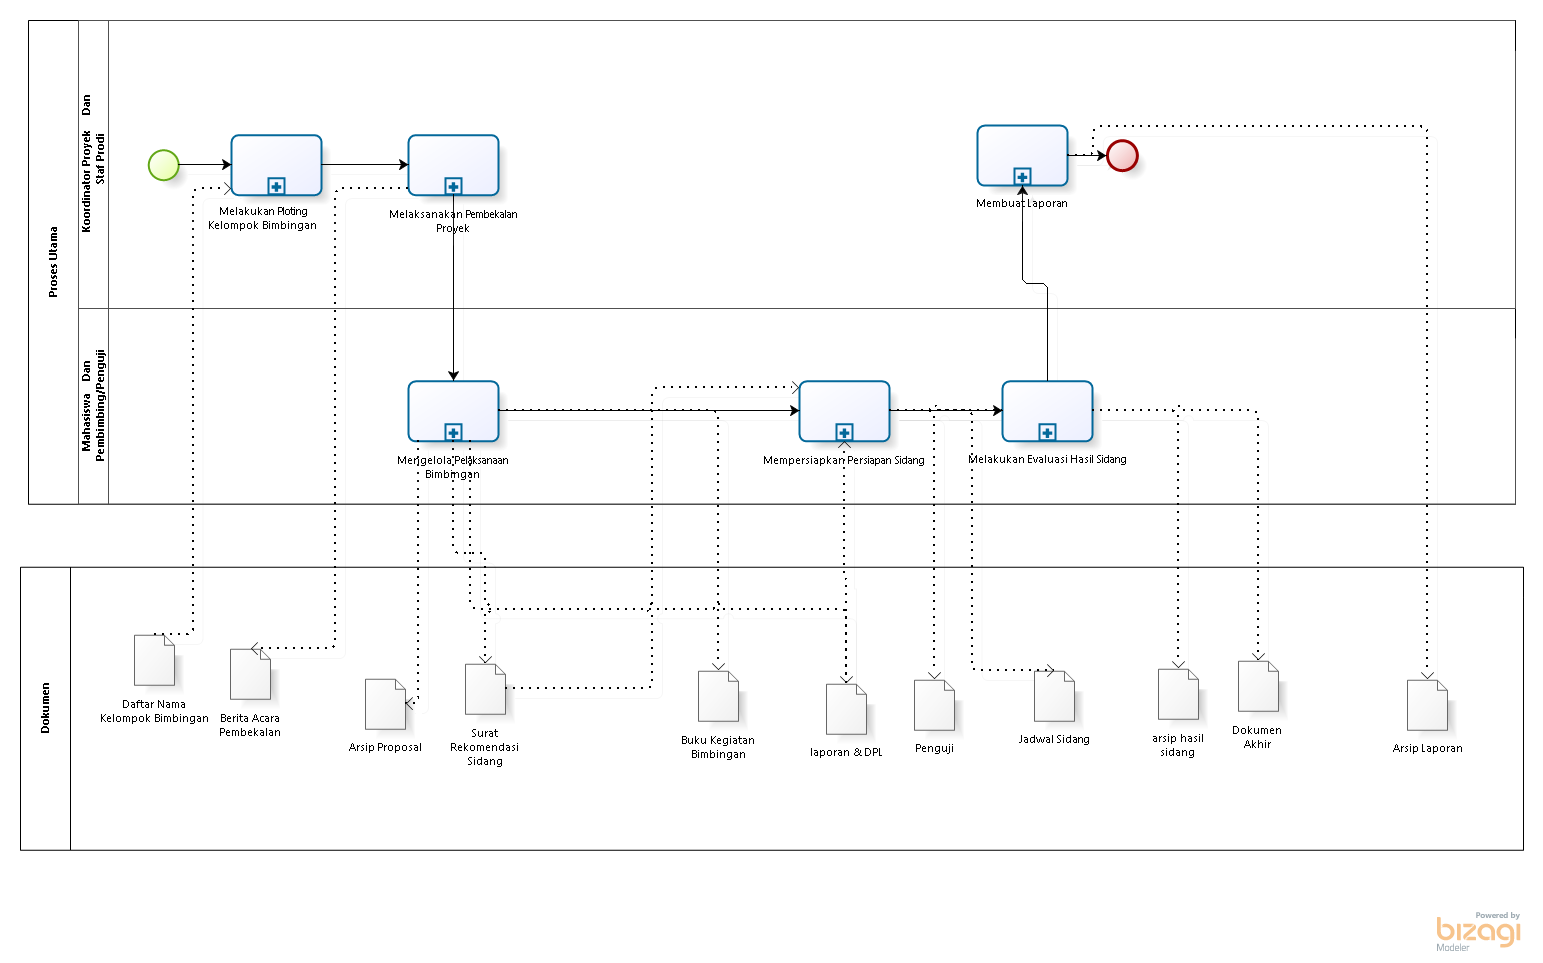 Proses Utama
Koordinator Proyek Dan
Staf Prodi
Melakukan Ploting
Kelompok Bimbingan
Melaksanakan Pembekalan
Proyek
Membuat Laporan
Mahasiswa Dan
Pembimbing/Penguji
Mengelola Pelaksanaan
Bimbingan
Mempersiapkan Persiapan Sidang
Melakukan Evaluasi Hasil Sidang
Dokumen
Daftar Nama
Kelompok Bimbingan
Berita Acara
Pembekalan
Arsip Proposal
Surat
Rekomendasi
Sidang
Buku Kegiatan
Bimbingan
laporan & DPL
Penguji
Jadwal Sidang
arsip hasil
sidang
Dokumen
Akhir
Arsip Laporan
Powered by
bizagi
Modeler